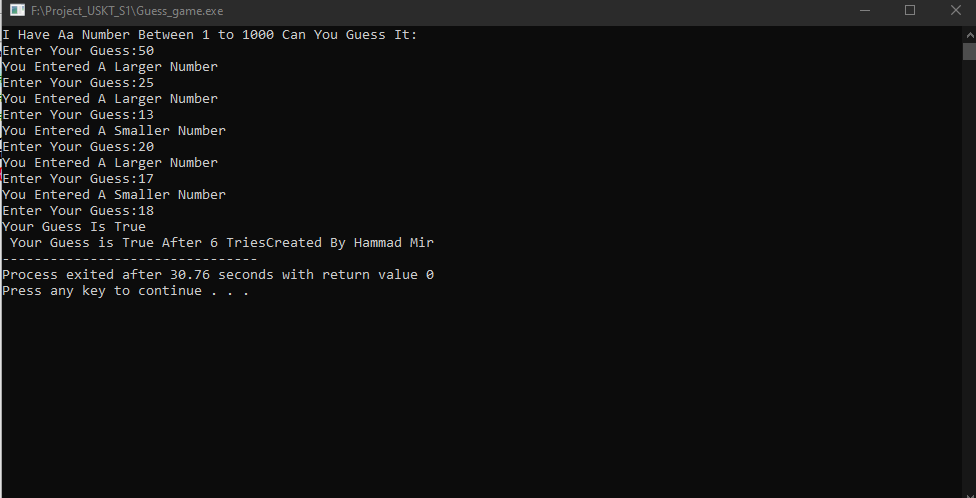 F:\Project_USKT_S1\Guess_game.exe
I Have Aa Number Between 1 to 1000 Can You Guess It:
Enter Your Guess:50
You Entered A Larger Number
Enter Your Guess:25
You Entered A Larger Number
Enter Your Guess:13
You Entered A Smaller Number
Enter Your Guess:20
You Entered A Larger Number
Enter Your Guess:17
You Entered A Smaller Number
Enter Your Guess:18
Your Guess Is True
 Your Guess is True After 6 TriesCreated By Hammad Mir
--------------------------------
Process exited after 30.76 seconds with return value 0
Press any key to continue . . .